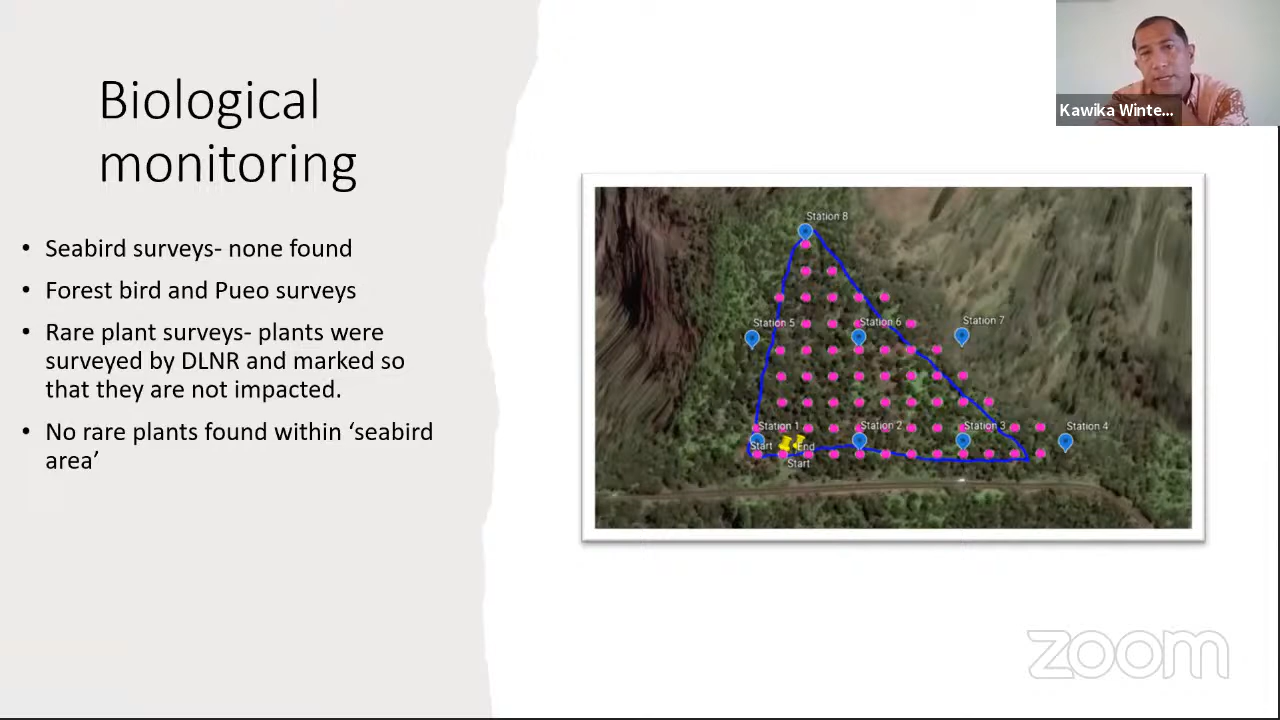 Biological
monitoring
• Seabird surveys- none found
• Forest bird and Pueo surveys
• Rare plant surveys- plants were
surveyed by DLNR and marked so
that they are not impacted.
• No rare plants found within ‘seabird
area’
Kawika Winte...
Station 8
Station 5
Station 6
Station 7
Station 1
Station 2
Station 3
Station 4
Start
End
Start
zoom